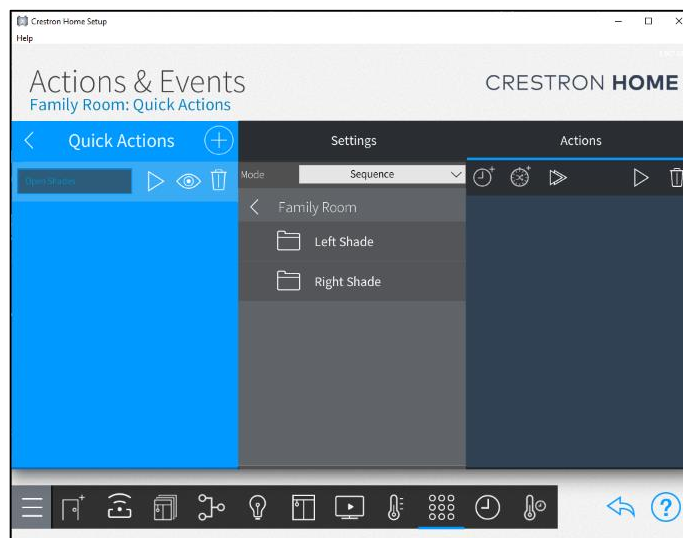 Crestron Home Setup
Help
Actions & Events
CRESTRON HOME
Family Room: Quick Actions
Quick Actions
Settings
Actions
Open Shades
Mode
Sequence
Family Room
Left Shade
Right Shade
?